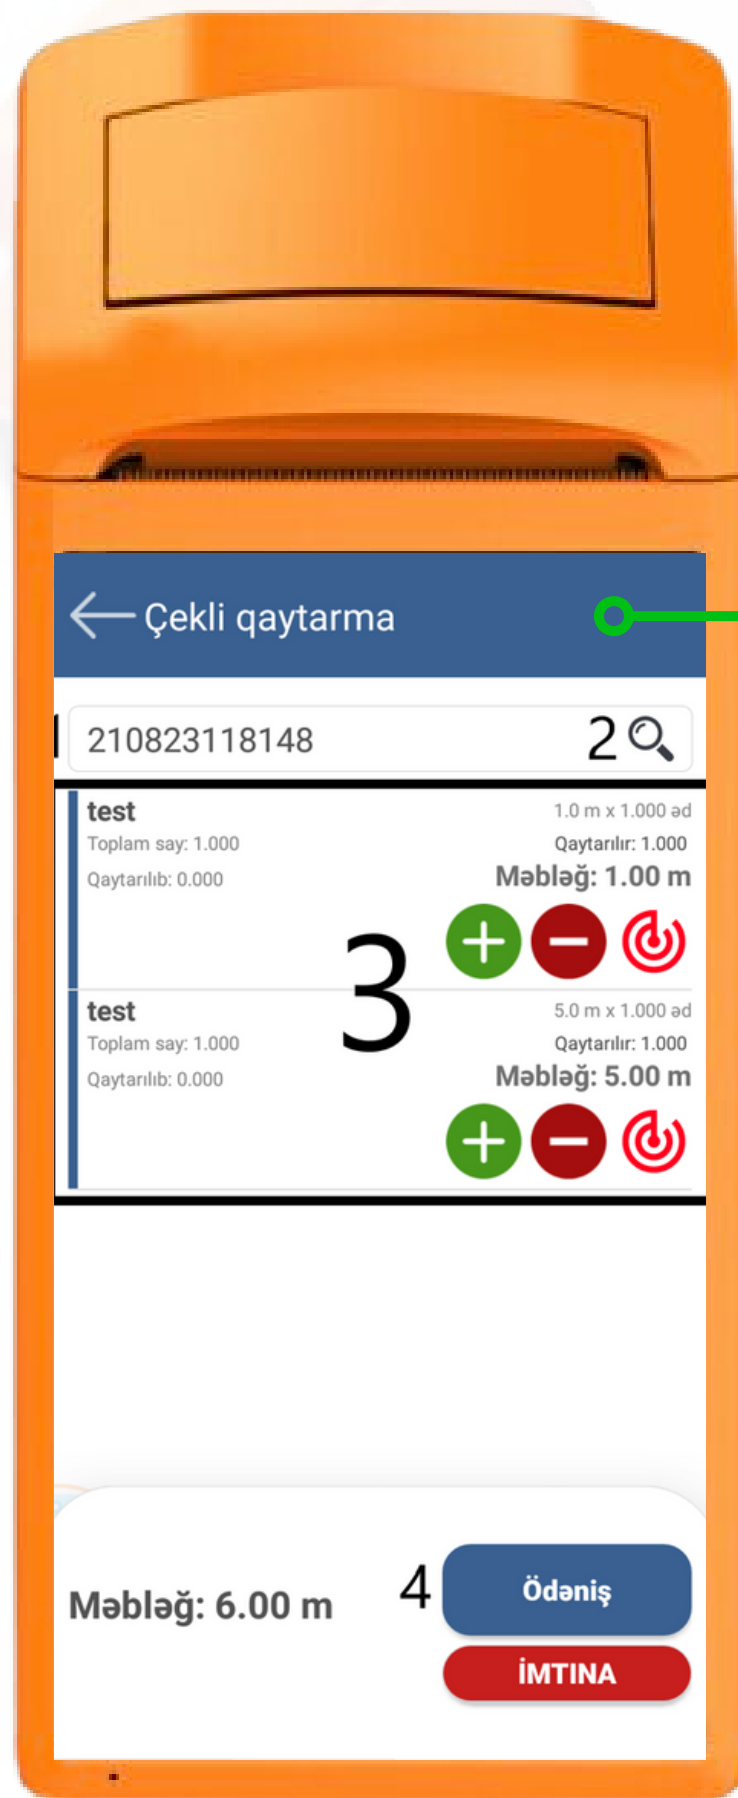 Çekli qaytarma
210823118148 2
test 1.0 m x 1.000 əd
Toplam say: 1.000 Qaytarılır: 1.000
Qaytarılıb: 0.000 Məbləğ: 1.00 m
3
test 5.0 m x 1.000 əd
Toplam say: 1.000 Qaytarılır: 1.000
Qaytarılıb: 0.000 Məbləğ: 5.00 m
Məbləğ: 6.00 m 4 Ödəniş
İMTINA